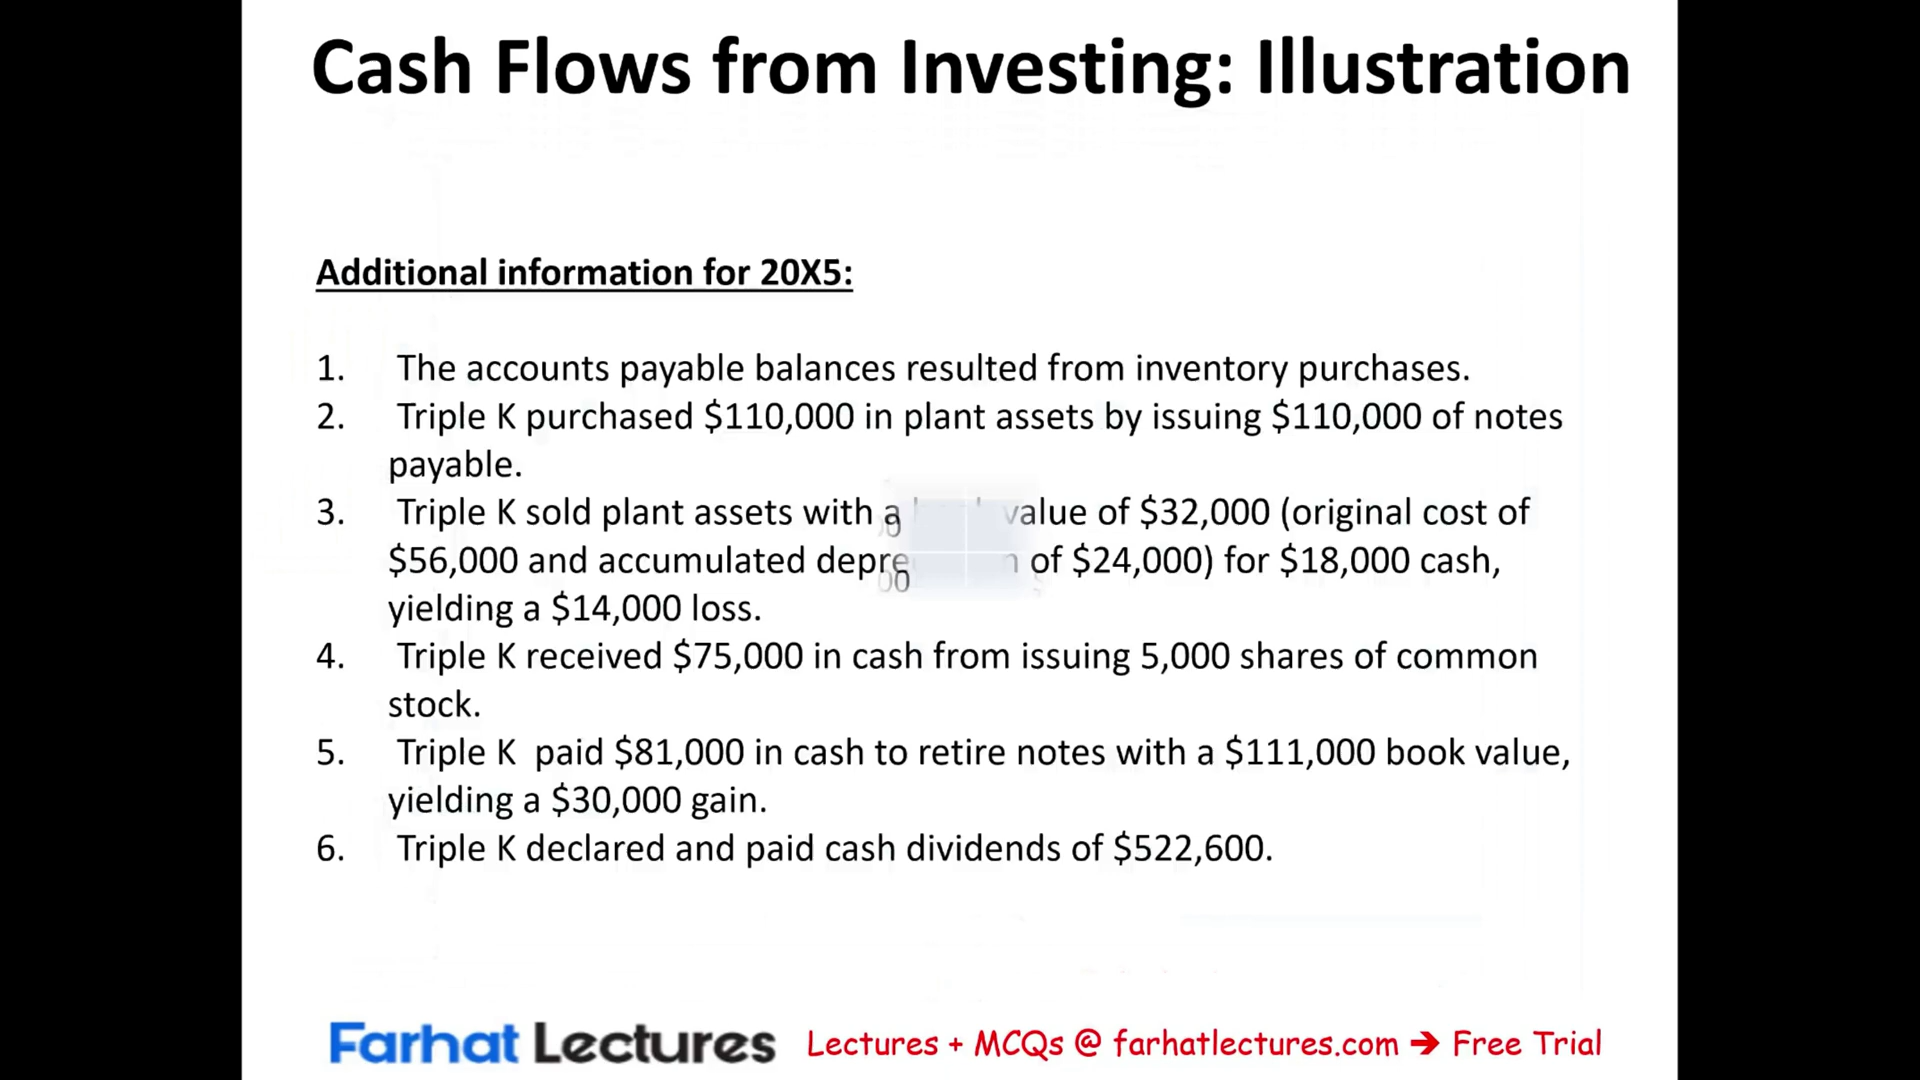 Cash Flows from Investing: Illustration
Additional information for 20X5:
1. The accounts payable balances resulted from inventory purchases.
2. Triple K purchased $110,000 in plant assets by issuing $110,000 of notes
payable.
3. Triple K sold plant assets with a value of $32,000 (original cost of
$56,000 and accumulated of $24,000) for $18,000 cash,
yielding a $14,000 loss.
4. Triple K received $75,000 in cash from issuing 5,000 shares of common
stock.
5. Triple K paid $81,000 in cash to retire notes with a $111,000 book value,
yielding a $30,000 gain.
6. Triple K declared and paid cash dividends of $522,600.
Farhat Lectures Lectures + MCQs @ farhatlectures.com → Free Trial